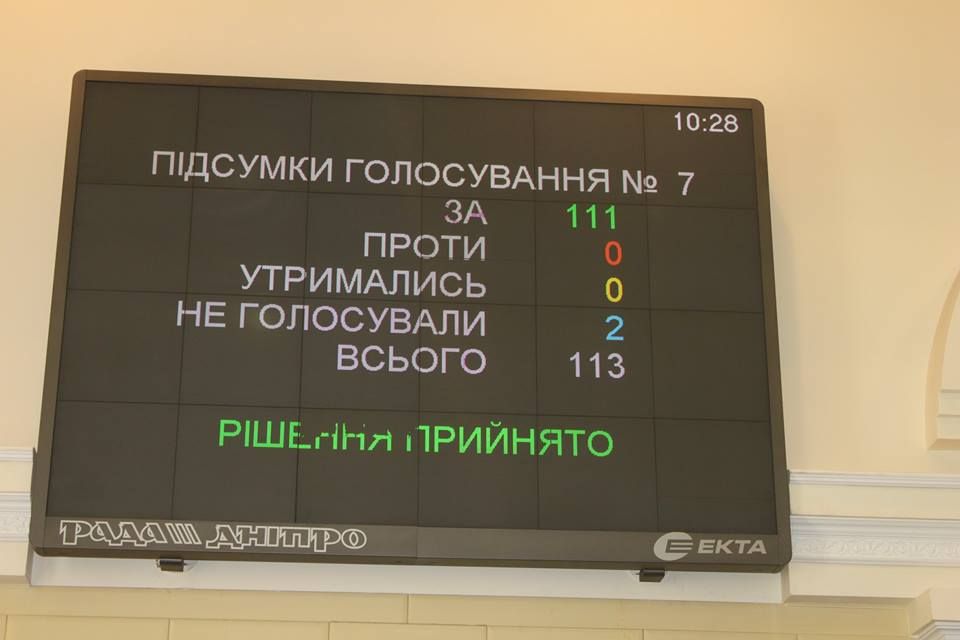 10:28
ПІДСУМКИ ГОЛОСУВАННЯ № 7
ЗА 111
ПРОТИ 0
УТРИМАЛИСЬ 0
НЕ ГОЛОСУВАЛИ 2
ВСЬОГО 113
РІШЕННЯ ПРИЙНЯТО
РАДА III ДНІПРО
ЕКТА